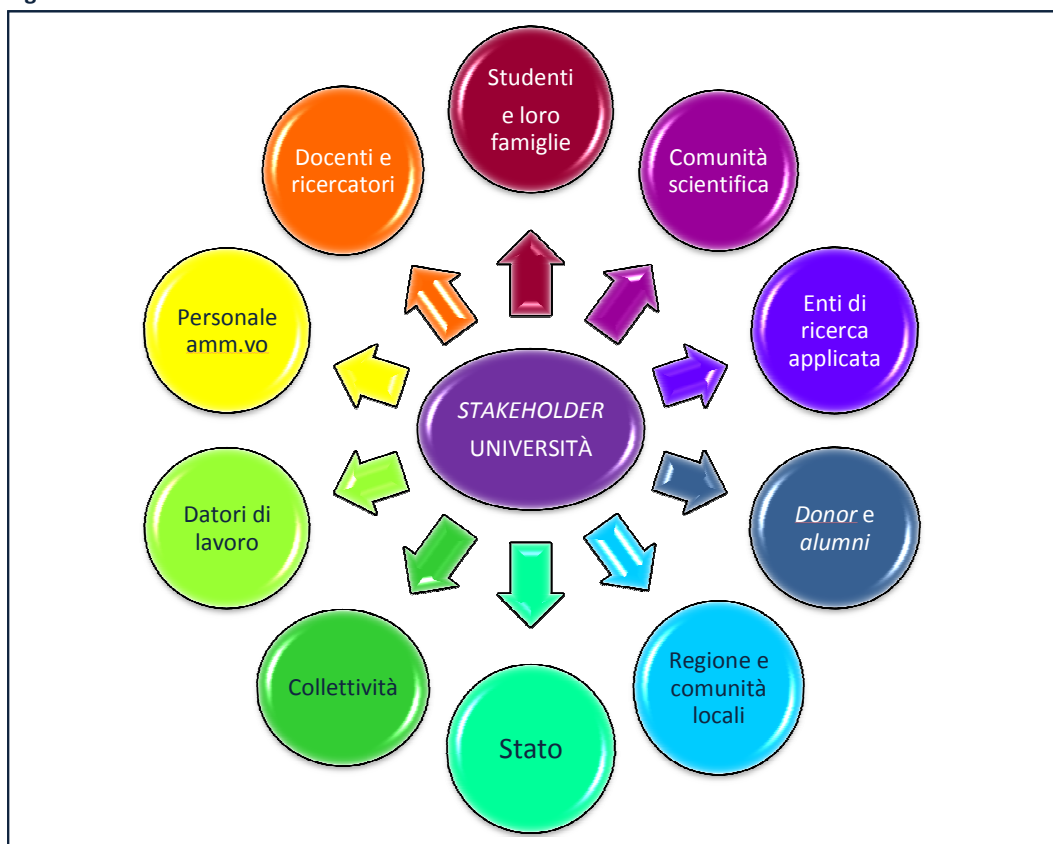 Studenti
e loro
famiglie
Comunità
scientifica
Enti di
ricerca
applicata
Donor e
alumni
Regione e
comunità
locali
Stato
Collettività
Datori di
lavoro
Personale
amm.vo
Docenti e
ricercatori
STAKEHOLDER
UNIVERSITÀ